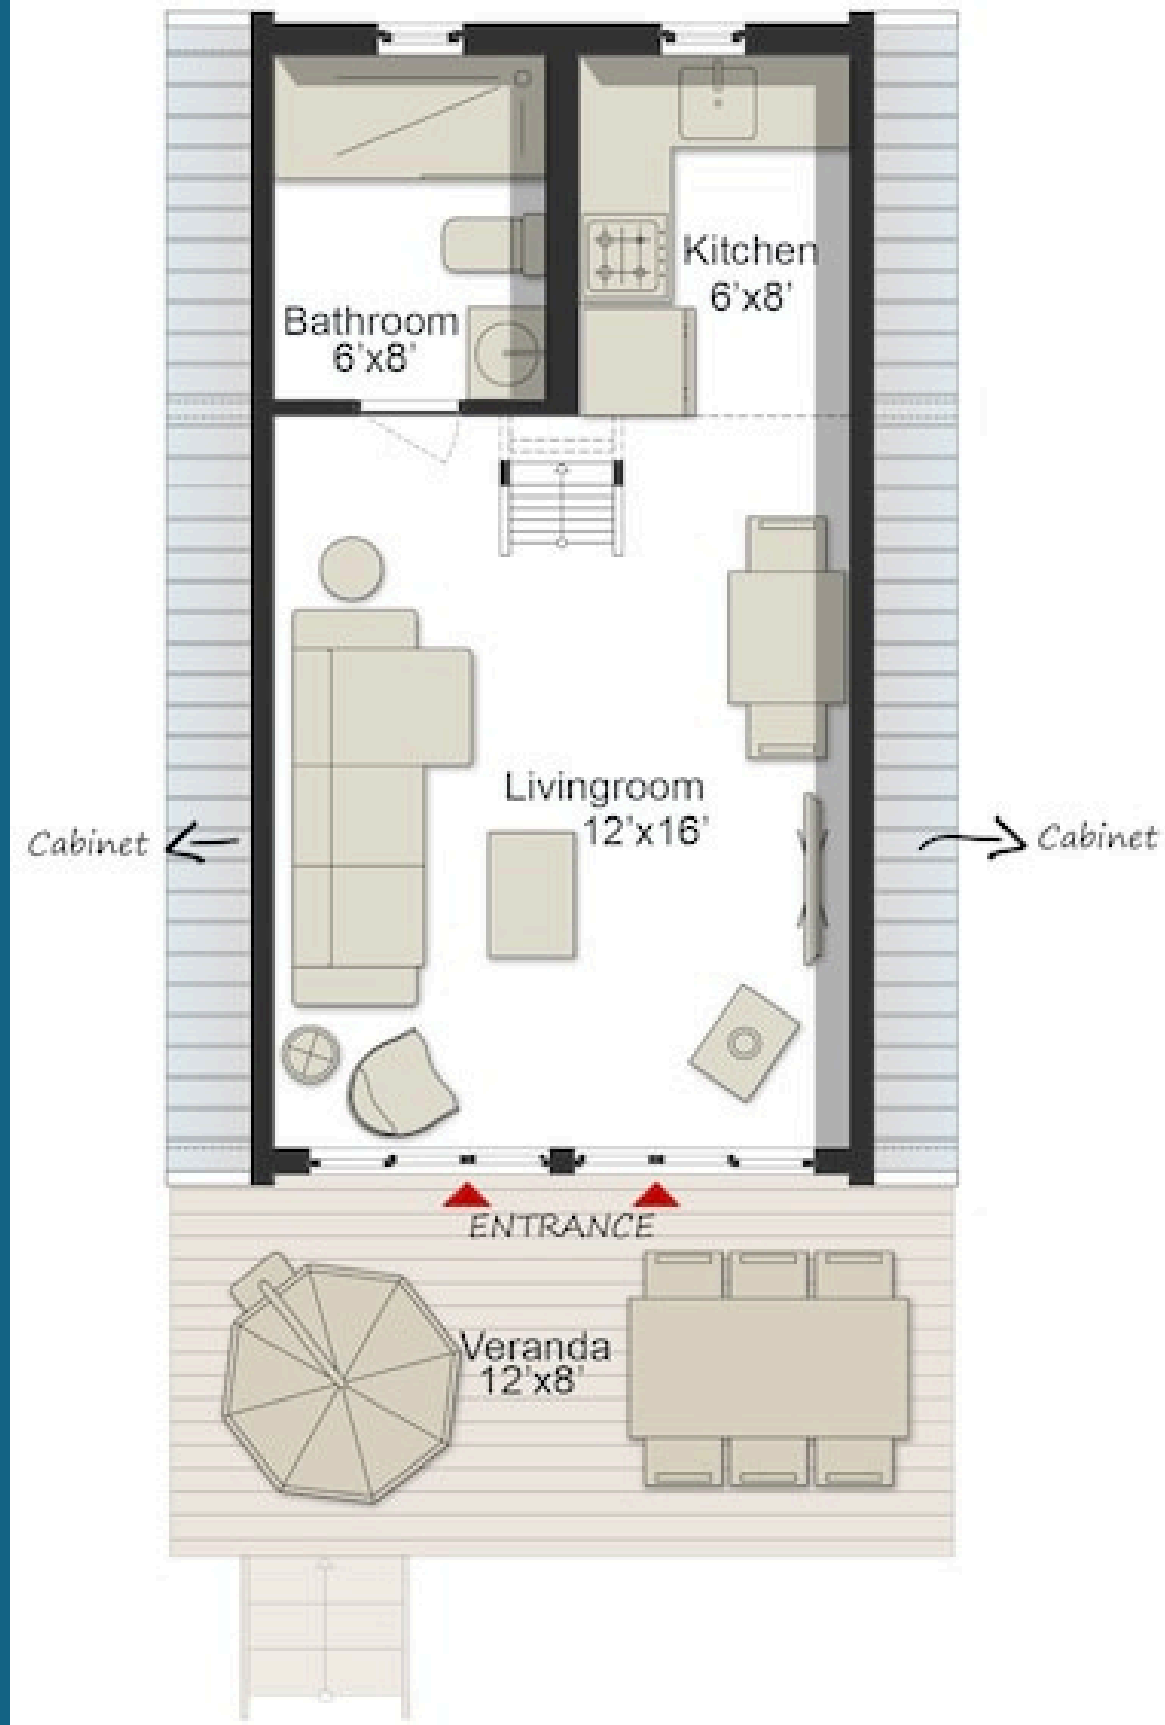 Kitchen
6'x8'
Bathroom
6'x8'
Livingroom
12'x16'
Cabinet
Cabinet
ENTRANCE
Veranda
12'x8'